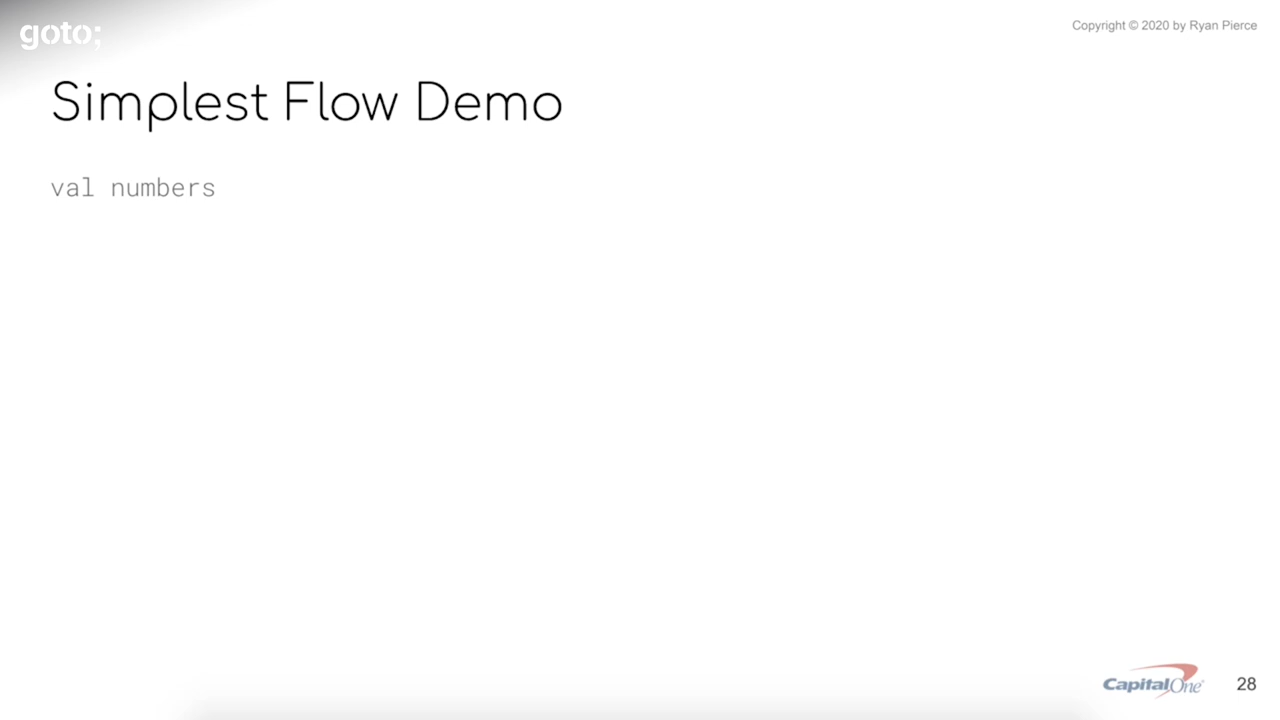 goto;
Copyright © 2020 by Ryan Pierce
Simplest Flow Demo
val numbers
CapitalOne
28